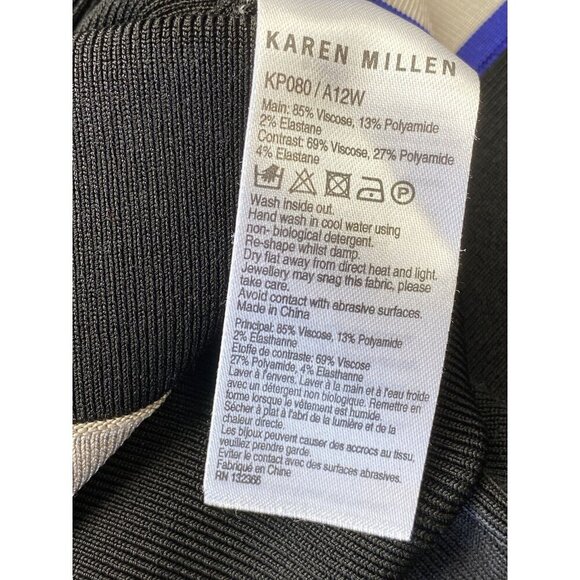 KAREN MILLEN
KP080 / A12W
Main: 85% Viscose, 13% Polyamide
2% Elastane
Contrast: 69% Viscose, 27% Polyamide
4% Elastane
P
Wash inside out.
Hand wash in cool water using
non- biological detergent.
Re-shape whilst damp.
Dry flat away from direct heat and light.
Jewellery may snag this fabric, please
take care.
Avoid contact with abrasive surfaces.
Made in China
Principal: 85% Viscose, 13% Polyamide
2% Elasthanne
Etoffe de contraste: 69% Viscose
27% Polyamide, 4% Elasthanne
Laver à l'envers. Laver à la main et à l'eau froide
avec un détergent non biologique. Remettre en
forme lorsque le vêtement est humide.
Sécher à plat à l'abri de la lumière et de la
chaleur directe.
Les bijoux peuvent causer des accrocs au tissu,
veuillez prendre garde.
Eviter le contact avec des surfaces abrasives.
Fabriqué en Chine
RN 132366